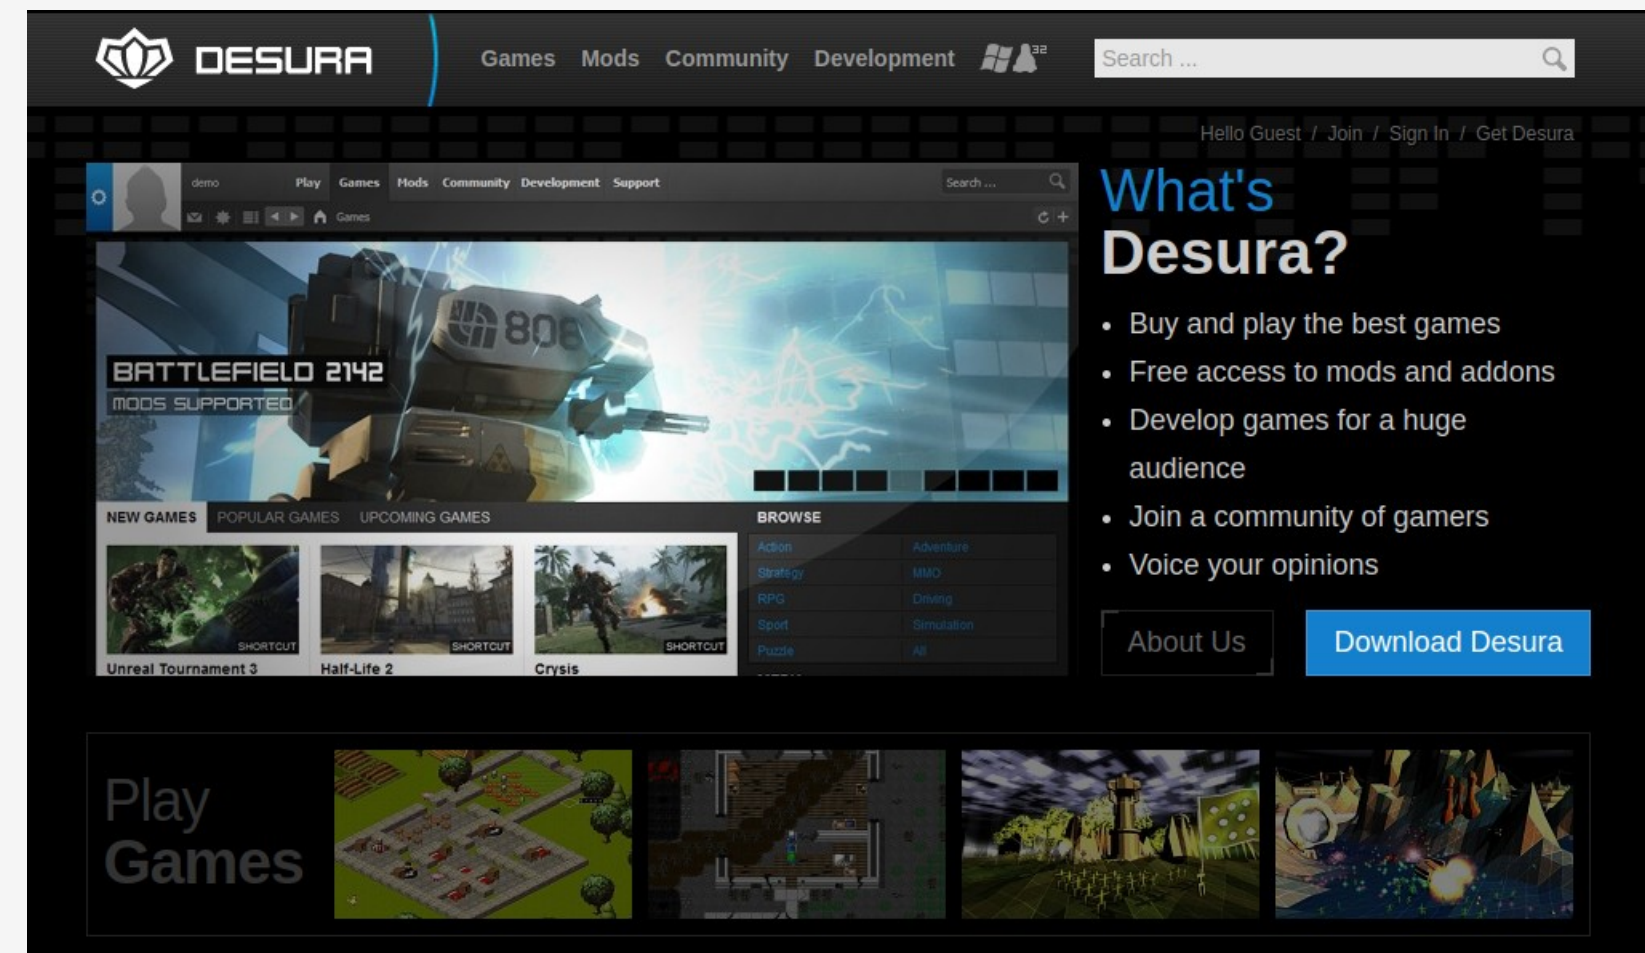 DESURA
Games Mods Community Development 32
Search ...
Hello Guest / Join / Sign In / Get Desura
demo Play Games Mods Community Development Support Search ...
Games
808
BATTLEFIELD 2142
MODS SUPPORTED
NEW GAMES POPULAR GAMES UPCOMING GAMES BROWSE
Action Adventure
Strategy MMO
RPG Driving
Sport Simulation
Puzzle All
SHORTCUT SHORTCUT SHORTCUT
Unreal Tournament 3 Half-Life 2 Crysis
What's
Desura?
• Buy and play the best games
• Free access to mods and addons
• Develop games for a huge
audience
• Join a community of gamers
• Voice your opinions
About Us Download Desura
Play
Games